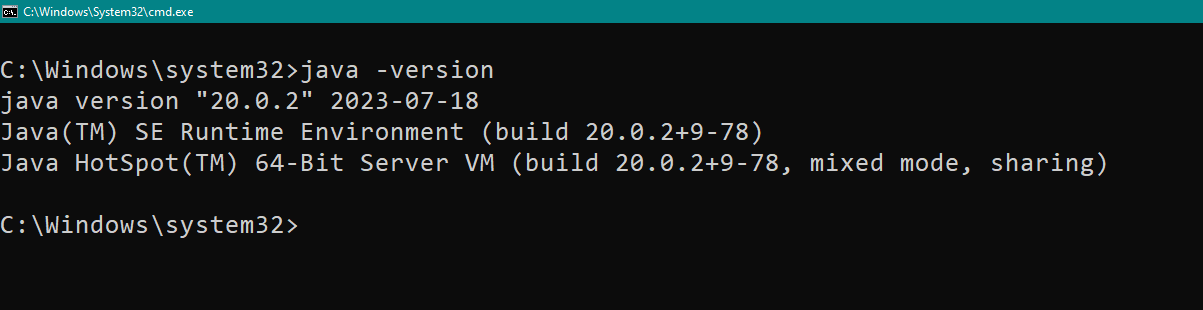 C:\Windows\System32\cmd.exe
C:\Windows\system32>java -version
java version "20.0.2" 2023-07-18
Java(TM) SE Runtime Environment (build 20.0.2+9-78)
Java HotSpot(TM) 64-Bit Server VM (build 20.0.2+9-78, mixed mode, sharing)
C:\Windows\system32>